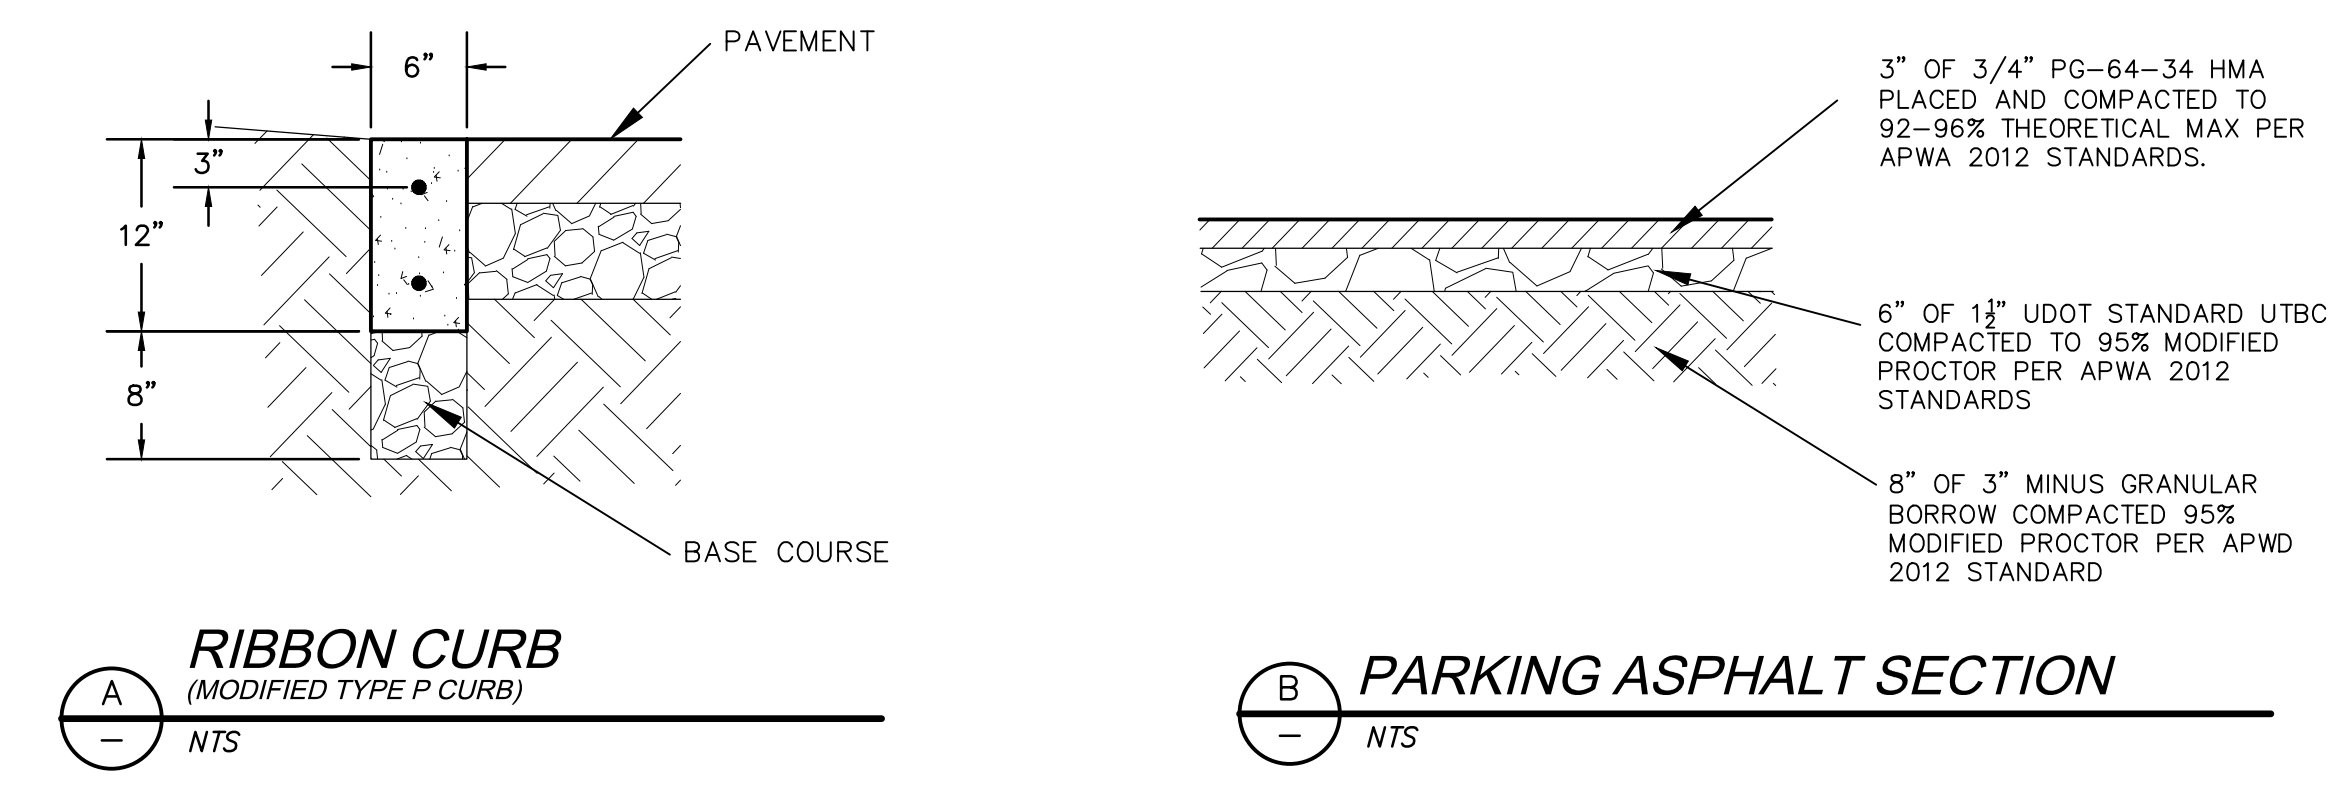 6”
PAVEMENT
3”
12”
8”
BASE COURSE
A
–
RIBBON CURB
(MODIFIED TYPE P CURB)
NTS
3” OF 3/4” PG–64–34 HMA
PLACED AND COMPACTED TO
92–96% THEORETICAL MAX PER
APWA 2012 STANDARDS.
6” OF 1½” UDOT STANDARD UTBC
COMPACTED TO 95% MODIFIED
PROCTOR PER APWA 2012
STANDARDS
8” OF 3” MINUS GRANULAR
BORROW COMPACTED 95%
MODIFIED PROCTOR PER APWD
2012 STANDARD
B
–
PARKING ASPHALT SECTION
NTS